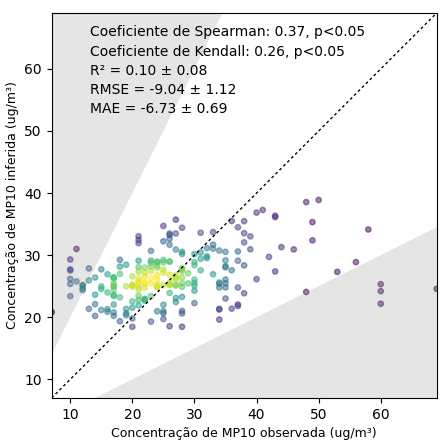 Coeficiente de Spearman: 0.37, p<0.05
Coeficiente de Kendall: 0.26, p<0.05
R² = 0.10 ± 0.08
RMSE = -9.04 ± 1.12
MAE = -6.73 ± 0.69
Concentração de MP10 inferida (ug/m³)
60
50
40
30
20
10
10 20 30 40 50 60
Concentração de MP10 observada (ug/m³)